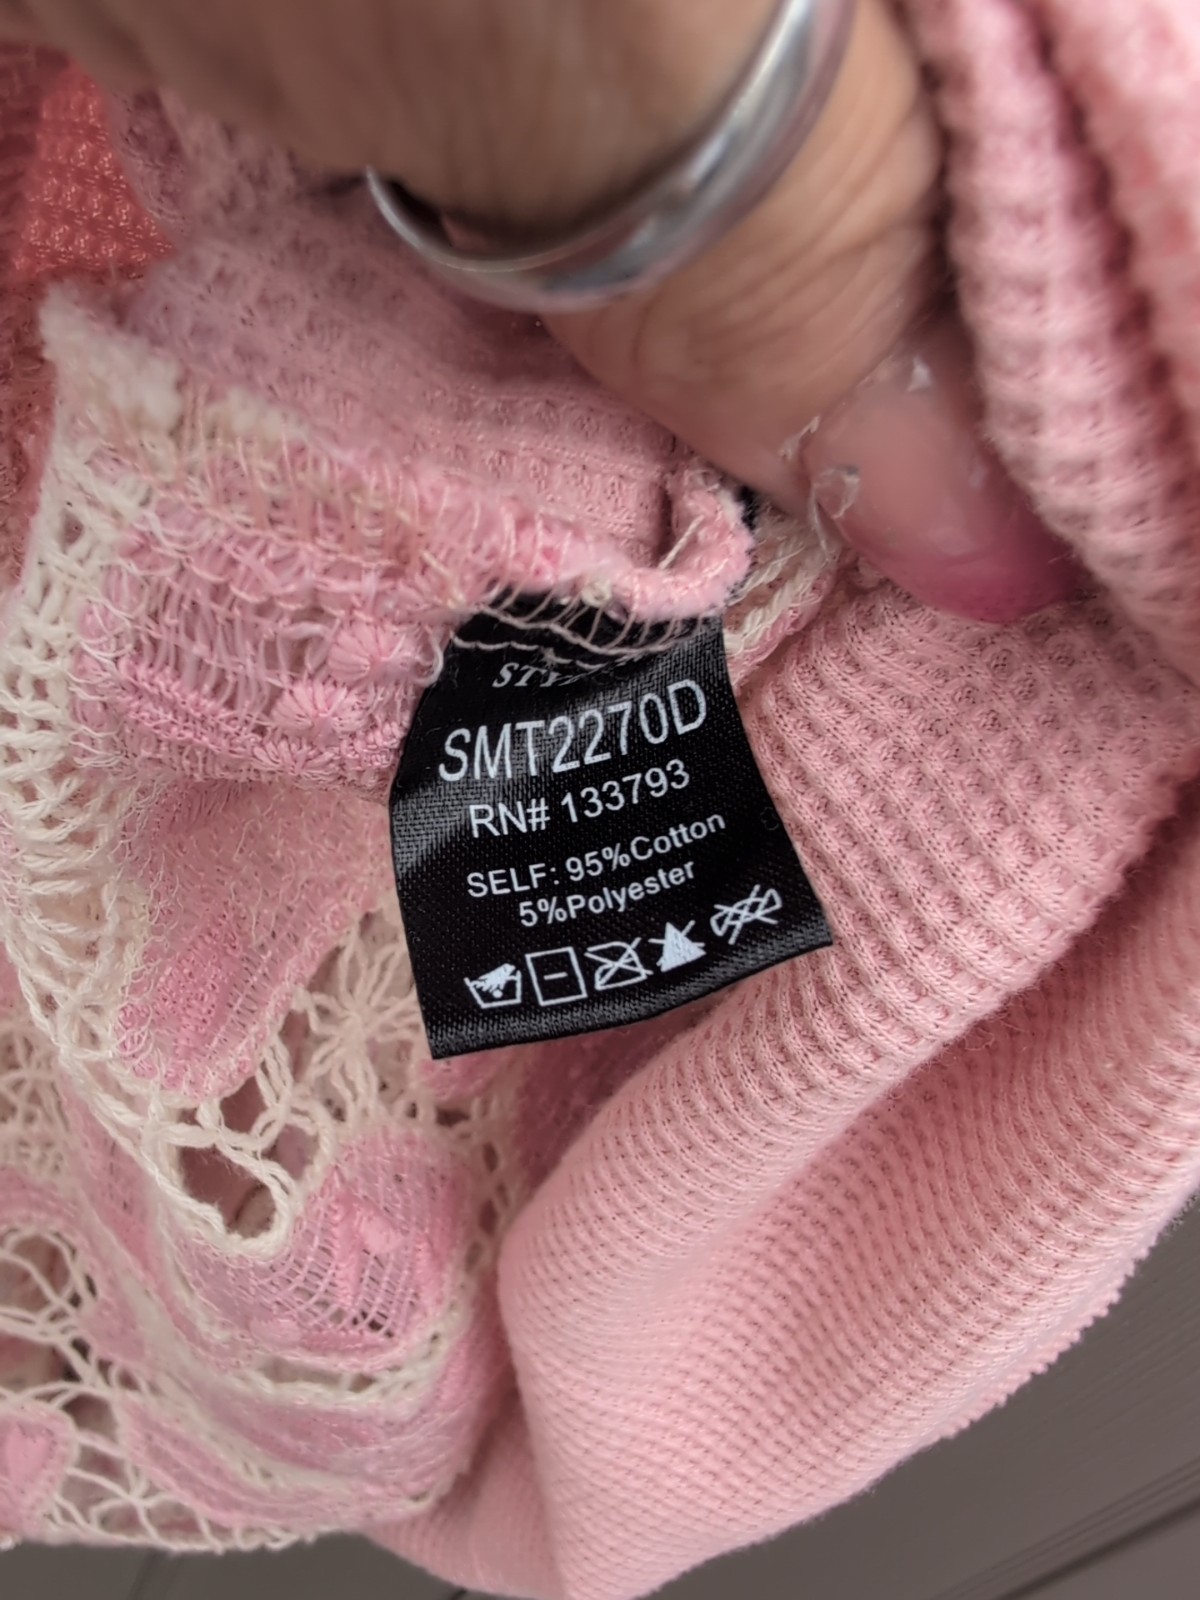 SMT2270D
RN# 133793
SELF: 95%Cotton
5%Polyester